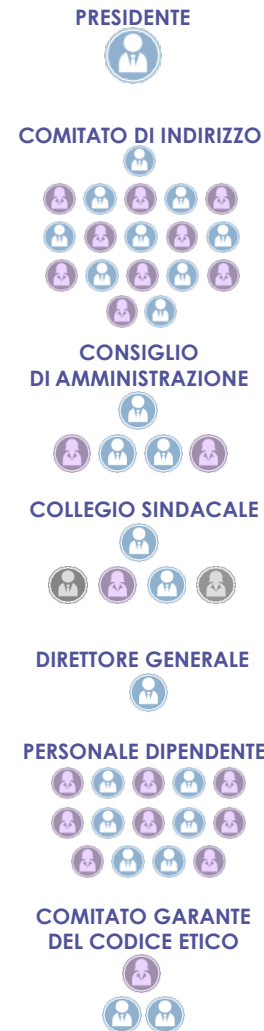 PRESIDENTE
COMITATO DI INDIRIZZO
CONSIGLIO
DI AMMINISTRAZIONE
COLLEGIO SINDACALE
DIRETTORE GENERALE
PERSONALE DIPENDENTE
COMITATO GARANTE
DEL CODICE ETICO